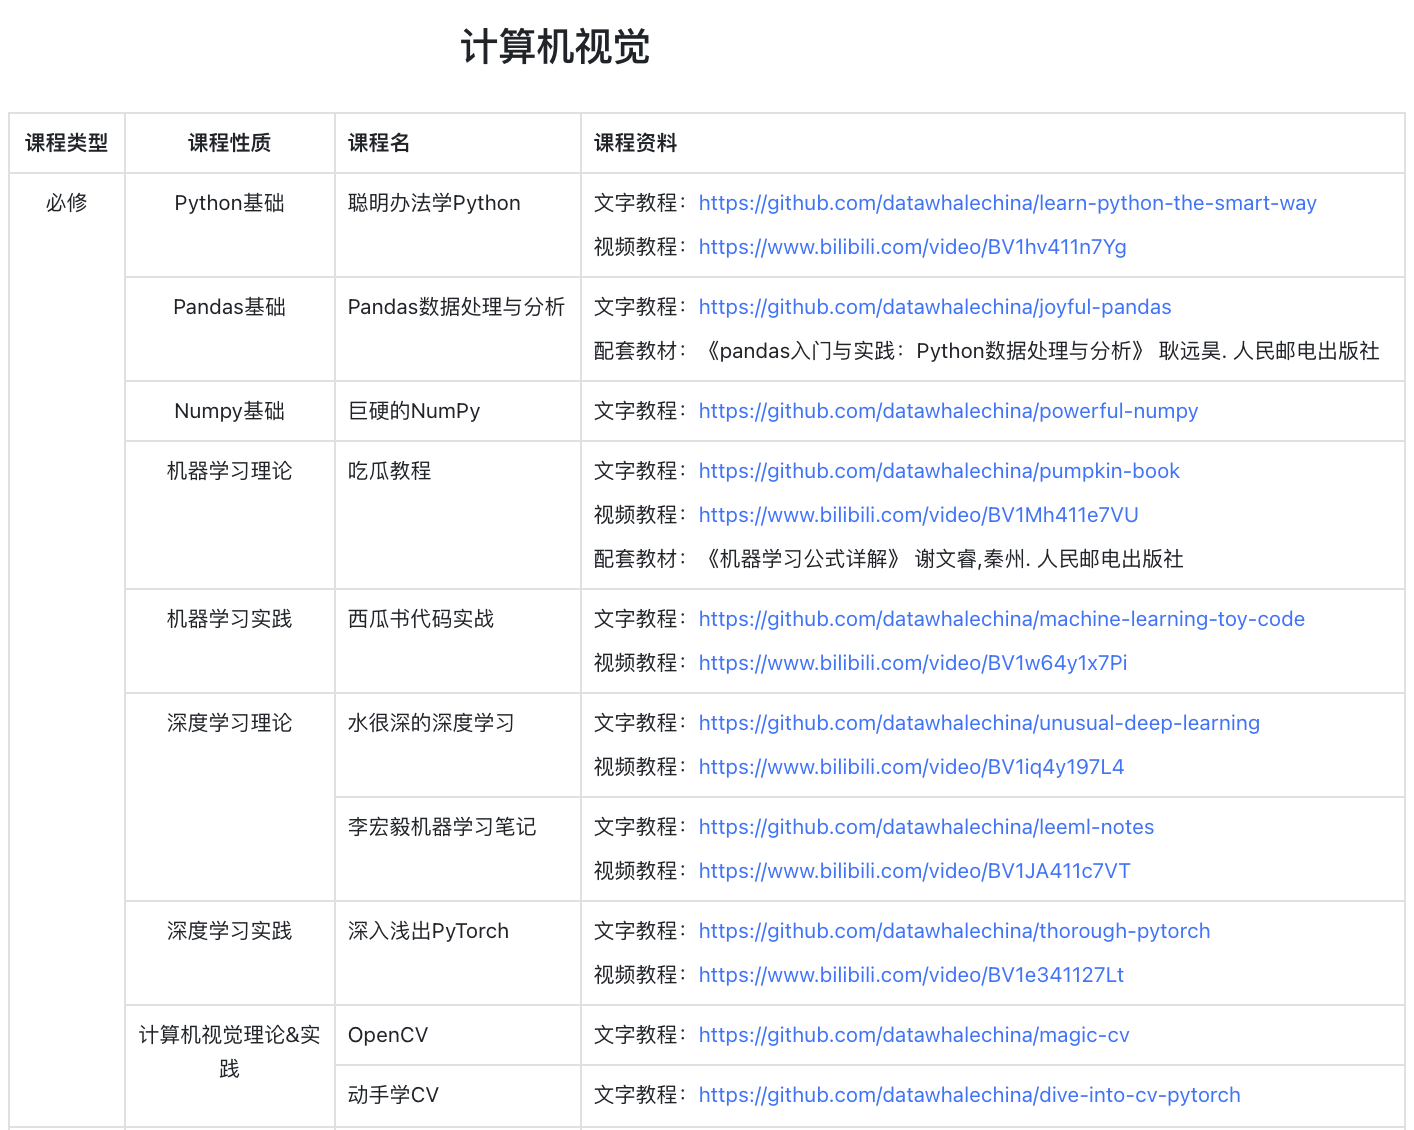 计算机视觉
课程类型 课程性质 课程名 课程资料
必修 Python基础 聪明办法学Python 文字教程：https://github.com/datawhalechina/learn-python-the-smart-way
视频教程：https://www.bilibili.com/video/BV1hv411n7Yg
Pandas基础 Pandas数据处理与分析 文字教程：https://github.com/datawhalechina/joyful-pandas
配套教材：《pandas入门与实践：Python数据处理与分析》 耿远昊. 人民邮电出版社
Numpy基础 巨硬的NumPy 文字教程：https://github.com/datawhalechina/powerful-numpy
机器学习理论 吃瓜教程 文字教程：https://github.com/datawhalechina/pumpkin-book
视频教程：https://www.bilibili.com/video/BV1Mh411e7VU
配套教材：《机器学习公式详解》 谢文睿,秦州. 人民邮电出版社
机器学习实践 西瓜书代码实战 文字教程：https://github.com/datawhalechina/machine-learning-toy-code
视频教程：https://www.bilibili.com/video/BV1w64y1x7Pi
深度学习理论 水很深的深度学习 文字教程：https://github.com/datawhalechina/unusual-deep-learning
视频教程：https://www.bilibili.com/video/BV1iq4y197L4
李宏毅机器学习笔记 文字教程：https://github.com/datawhalechina/leeml-notes
视频教程：https://www.bilibili.com/video/BV1JA411c7VT
深度学习实践 深入浅出PyTorch 文字教程：https://github.com/datawhalechina/thorough-pytorch
视频教程：https://www.bilibili.com/video/BV1e341127Lt
计算机视觉理论&实 OpenCV 文字教程：https://github.com/datawhalechina/magic-cv
践
动手学CV 文字教程：https://github.com/datawhalechina/dive-into-cv-pytorch